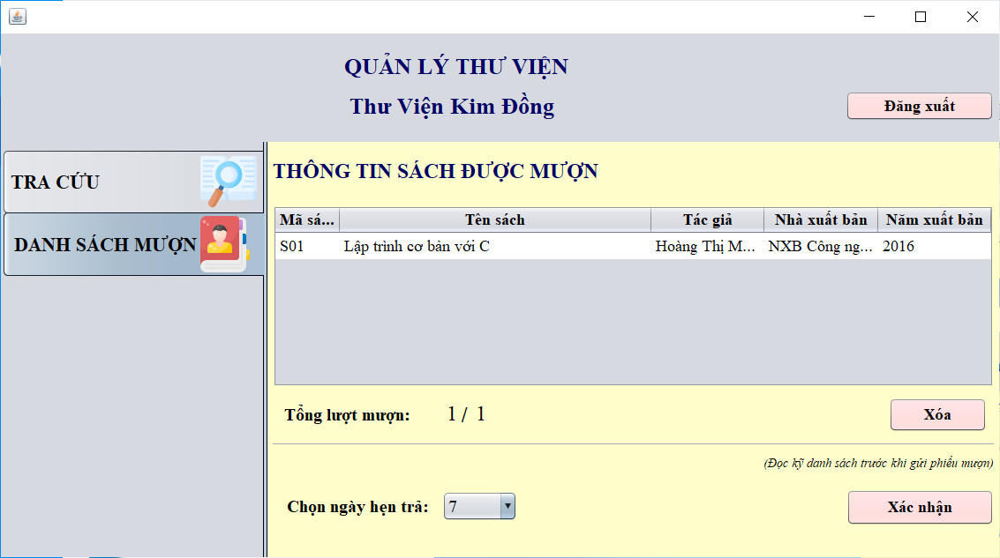 QUẢN LÝ THƯ VIỆN
Thư Viện Kim Đồng
Đăng xuất
TRA CỨU
DANH SÁCH MƯỢN
THÔNG TIN SÁCH ĐƯỢC MƯỢN
Mã sá... Tên sách Tác giả Nhà xuất bản Năm xuất bản
S01 Lập trình cơ bản với C Hoàng Thị M... NXB Công ng... 2016
Tổng lượt mượn: 1 / 1
Xóa
(Đọc kỹ danh sách trước khi gửi phiếu mượn)
Chọn ngày hẹn trả: 7
Xác nhận